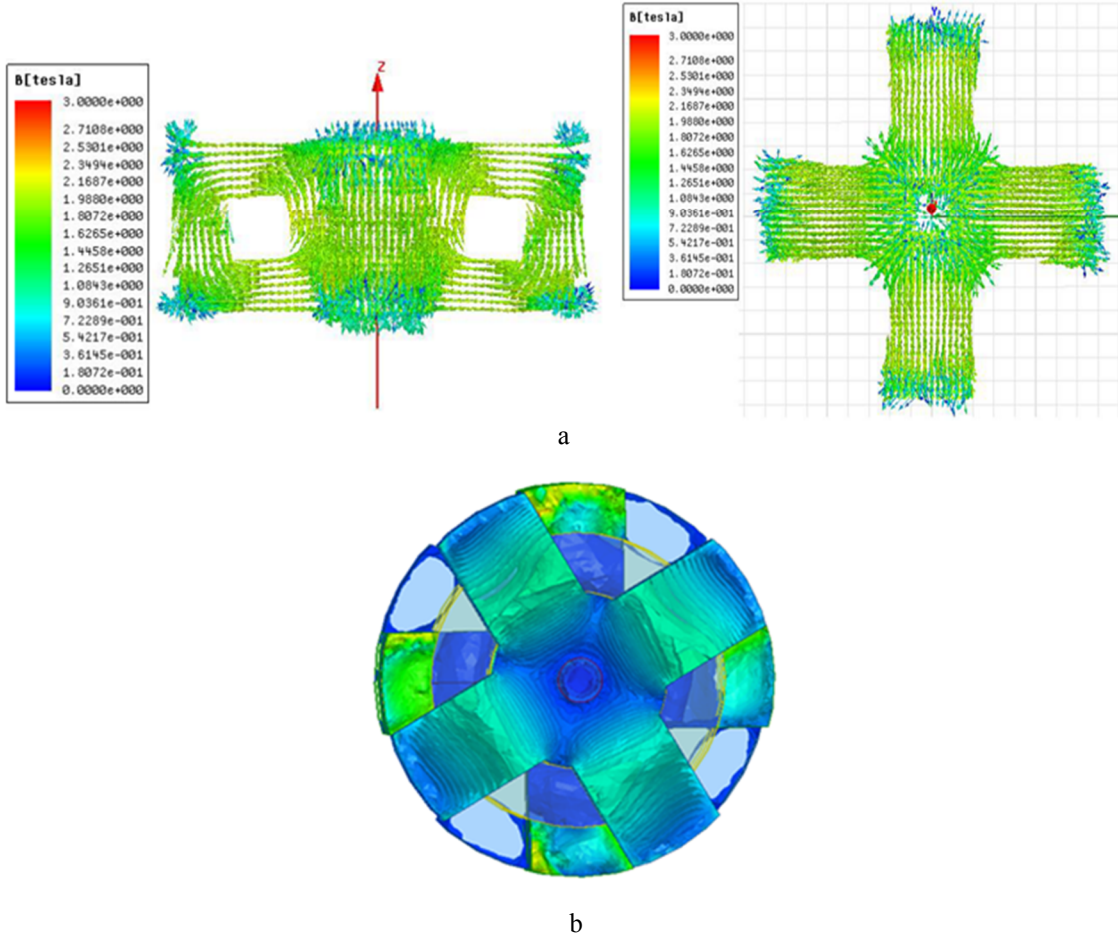 B[tesla]
3.0000e+000
2.7108e+000
2.5301e+000
2.3494e+000
2.1687e+000
1.9880e+000
1.8072e+000
1.6265e+000
1.4458e+000
1.2651e+000
1.0843e+000
9.0361e-001
7.2289e-001
5.4217e-001
3.6145e-001
1.8072e-001
0.0000e+000
Z
B[tesla]
3.0000e+000
2.7108e+000
2.5301e+000
2.3494e+000
2.1687e+000
1.9880e+000
1.8072e+000
1.6265e+000
1.4458e+000
1.2651e+000
1.0843e+000
9.0361e-001
7.2289e-001
5.4217e-001
3.6145e-001
1.8072e-001
0.0000e+000
Y
a
b